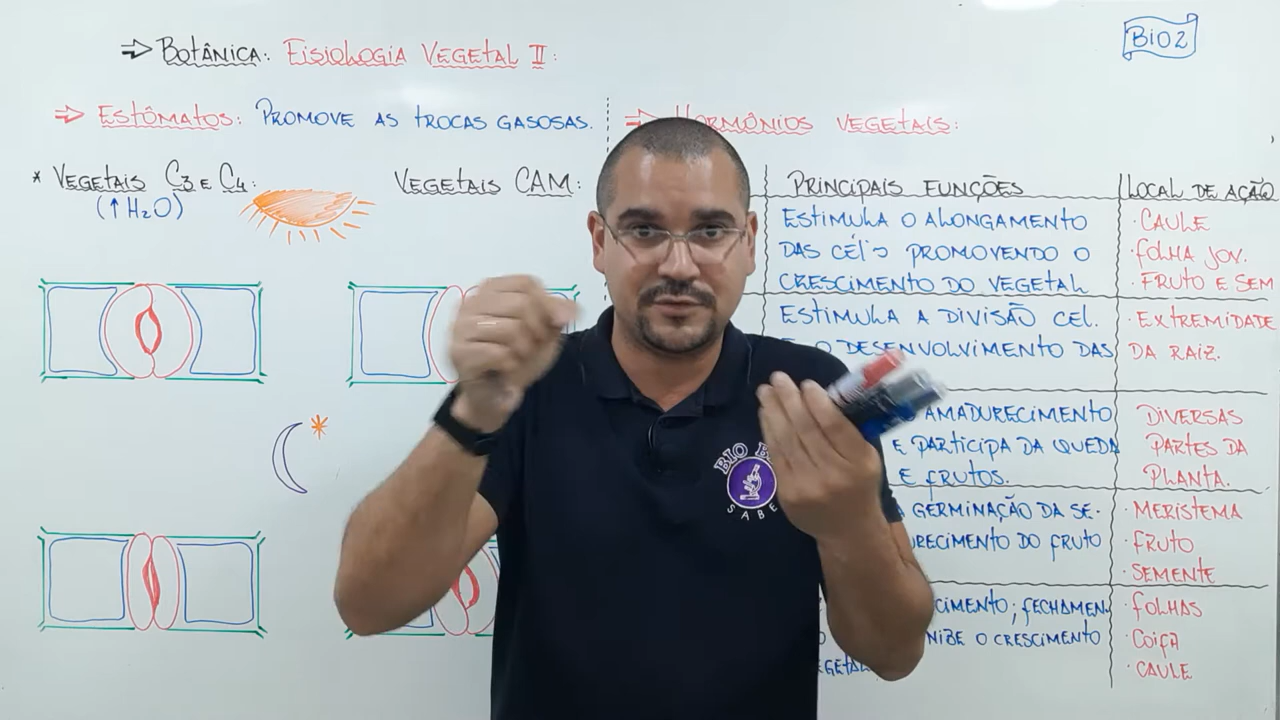 ⇒ Botânica: Fisiologia Vegetal II:
BIO2
⇒ Estômatos: Promove as trocas gasosas.
⇒ Hormônios vegetais:
* Vegetais C3 e C4:
(↑H2O)
Vegetais CAM:
Principais funções
Local de ação
Estimula o alongamento
das cél's promovendo o
crescimento do vegetal
· Caule
· Folha jov.
· Fruto e sem
Estimula a divisão cel.
o desenvolvimento das
· Extremidade
da raiz.
amadurecimento
e participa da queda
e frutos.
Diversas
partes da
planta.
germinação da se-
do fruto
· Meristema
· Fruto
· Semente
cimento; fechamen
o crescimento
· Folhas
· Coifa
· Caule
BIO B
SABE